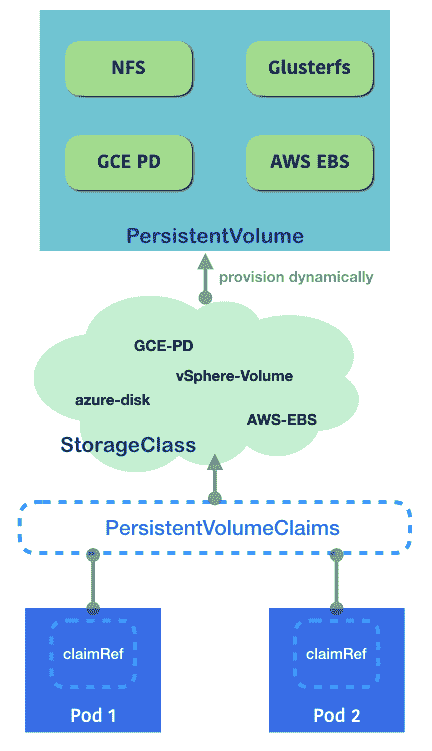 NFS
Glusterfs
GCE PD
AWS EBS
PersistentVolume
provision dynamically
GCE-PD
vSphere-Volume
azure-disk
AWS-EBS
StorageClass
PersistentVolumeClaims
claimRef
claimRef
Pod 1
Pod 2